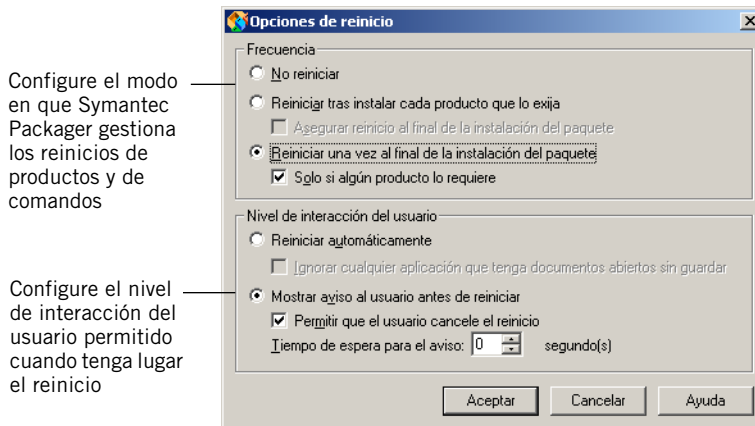 Opciones de reinicio
Frecuencia
No reiniciar
Reiniciar tras instalar cada producto que lo exija
Asegurar reinicio al final de la instalación del paquete
Reiniciar una vez al final de la instalación del paquete
Solo si algún producto lo requiere
Configure el modo
en que Symantec
Packager gestiona
los reinicios de
productos y de
comandos
Nivel de interacción del usuario
Reiniciar automáticamente
Ignorar cualquier aplicación que tenga documentos abiertos sin guardar
Mostrar aviso al usuario antes de reiniciar
Permitir que el usuario cancele el reinicio
Tiempo de espera para el aviso: 0 segundo(s)
Configure el nivel
de interacción del
usuario permitido
cuando tenga lugar
el reinicio
Aceptar Cancelar Ayuda